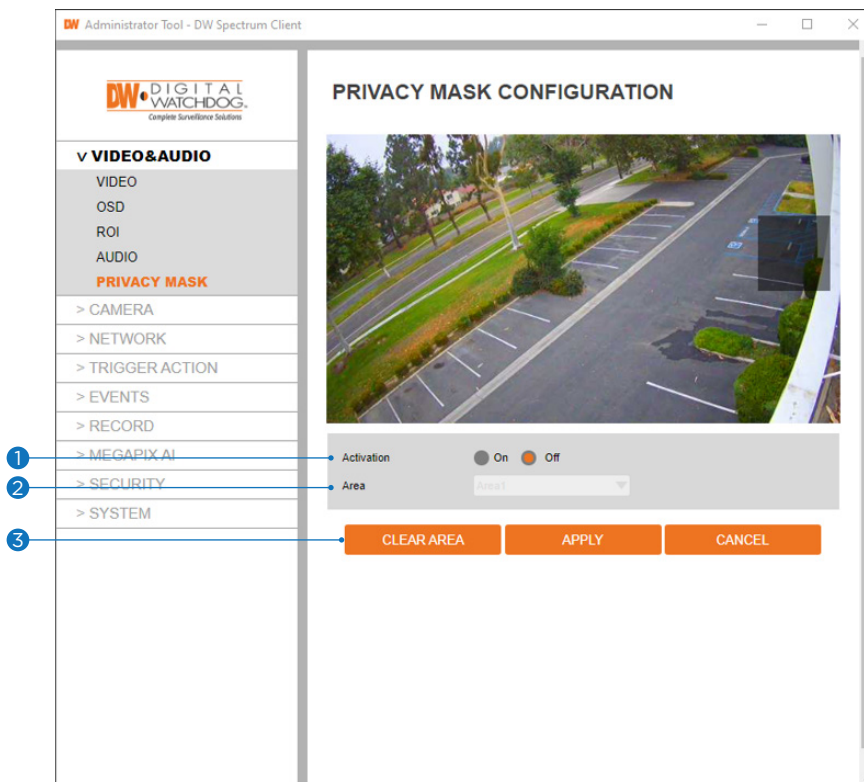 DW Administrator Tool - DW Spectrum Client
DW DIGITAL
WATCHDOG.
Complete Surveillance Solutions
PRIVACY MASK CONFIGURATION
v VIDEO&AUDIO
VIDEO
OSD
ROI
AUDIO
PRIVACY MASK
> CAMERA
> NETWORK
> TRIGGER ACTION
> EVENTS
> RECORD
> MEGAPIX AI
> SECURITY
> SYSTEM
1 Activation On Off
2 Area Area1
3 CLEAR AREA APPLY CANCEL